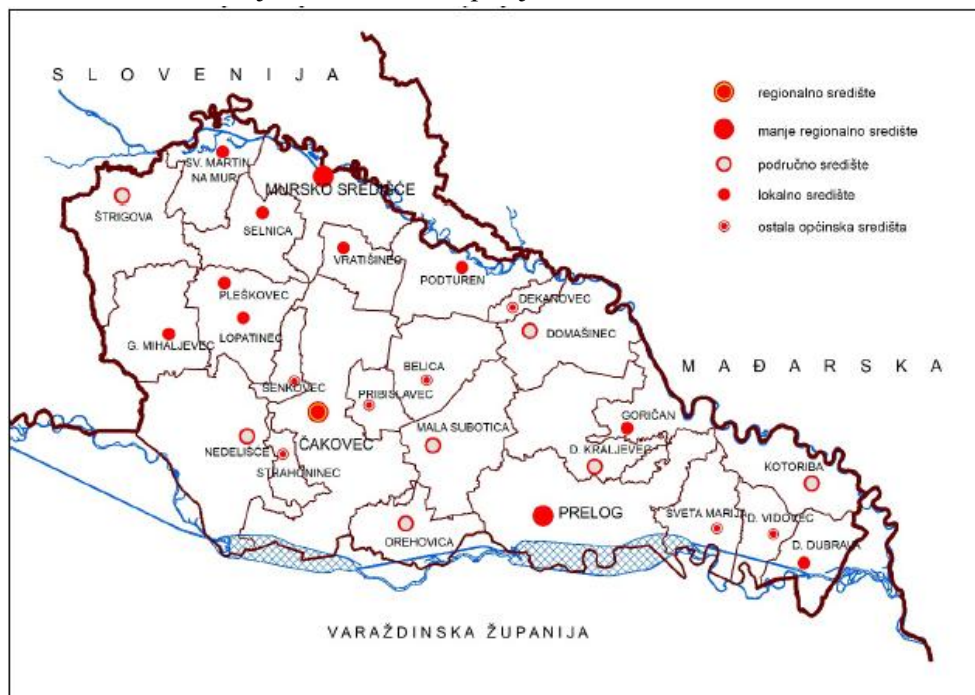 SLOVENIJA
regionalno središte
manje regionalno središte
područno središte
lokalno središte
ostala općinska središta
SV. MARTIN
NA MURI
MURSKO SREDIŠĆE
ŠTRIGOVA
SELNICA
VRATIŠINEC
PODTUREN
PLEŠKOVEC
DEKANOVEC
LOPATINEC
DOMAŠINEC
G. MIHALJEVEC
MAĐARSKA
BELICA
ŠENKOVEC
PRIBISLAVEC
GORIČAN
MALA SUBOTICA
ČAKOVEC
NEDELIŠĆE
D. KRALJEVEC
STRAHONINEC
KOTORIBA
PRELOG
SVETA MARIJA
D. VIDOVEC
OREHOVICA
D. DUBRAVA
VARAŽDINSKA ŽUPANIJA